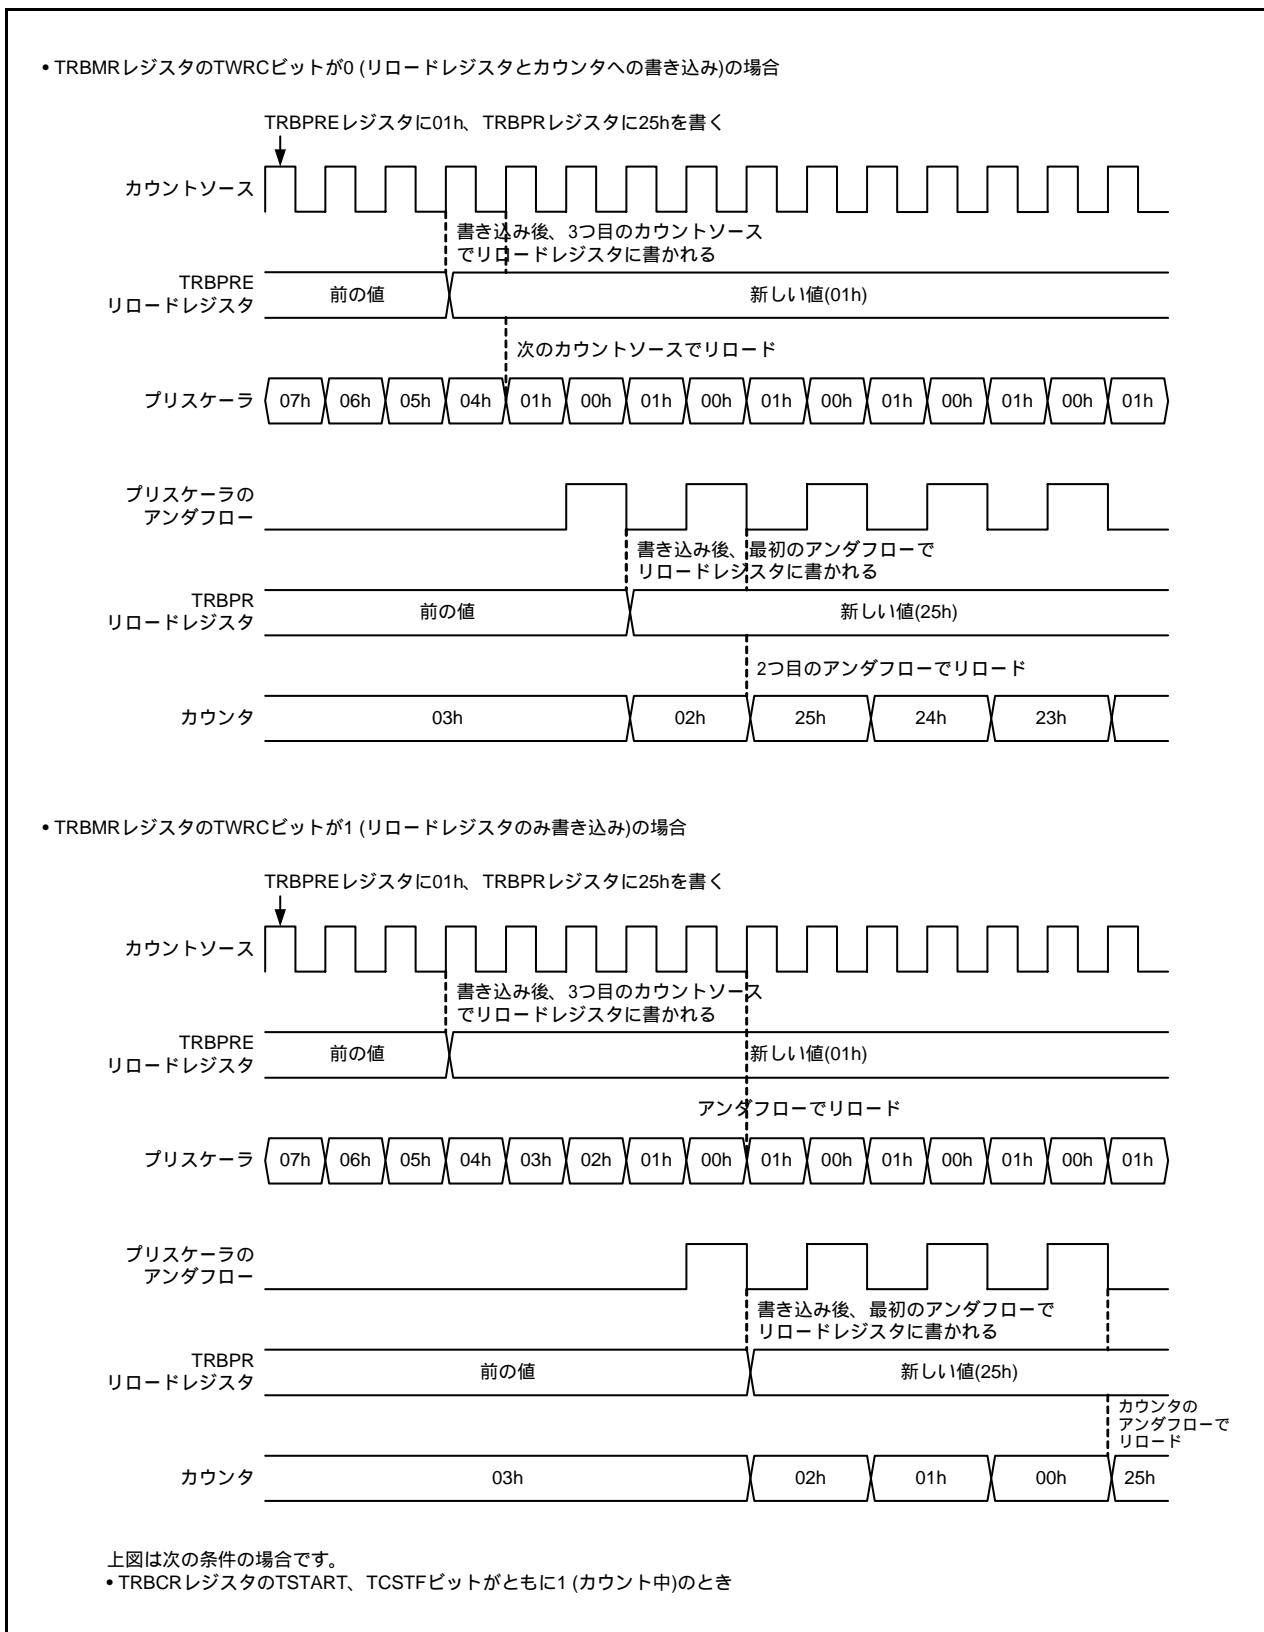 • TRBMRレジスタのTWRCビットが0 (リロードレジスタとカウンタへの書き込み)の場合
TRBPREレジスタに01h、TRBPRレジスタに25hを書く
カウントソース
書き込み後、3つ目のカウントソース
でリロードレジスタに書かれる
TRBPRE
リロードレジスタ
前の値
新しい値(01h)
次のカウントソースでリロード
プリスケーラ 07h 06h 05h 04h 01h 00h 01h 00h 01h 00h 01h 00h 01h 00h 01h
プリスケーラの
アンダフロー
書き込み後、最初のアンダフローで
リロードレジスタに書かれる
TRBPR
リロードレジスタ
前の値
新しい値(25h)
2つ目のアンダフローでリロード
カウンタ 03h 02h 25h 24h 23h
• TRBMRレジスタのTWRCビットが1 (リロードレジスタのみ書き込み)の場合
TRBPREレジスタに01h、TRBPRレジスタに25hを書く
カウントソース
書き込み後、3つ目のカウントソース
でリロードレジスタに書かれる
TRBPRE
リロードレジスタ
前の値
新しい値(01h)
アンダフローでリロード
プリスケーラ 07h 06h 05h 04h 03h 02h 01h 00h 01h 00h 01h 00h 01h 00h 01h
プリスケーラの
アンダフロー
書き込み後、最初のアンダフローで
リロードレジスタに書かれる
TRBPR
リロードレジスタ
前の値
新しい値(25h)
カウンタの
アンダフローで
リロード
カウンタ 03h 02h 01h 00h 25h
上図は次の条件の場合です。
• TRBCRレジスタのTSTART、TCSTFビットがともに1 (カウント中)のとき